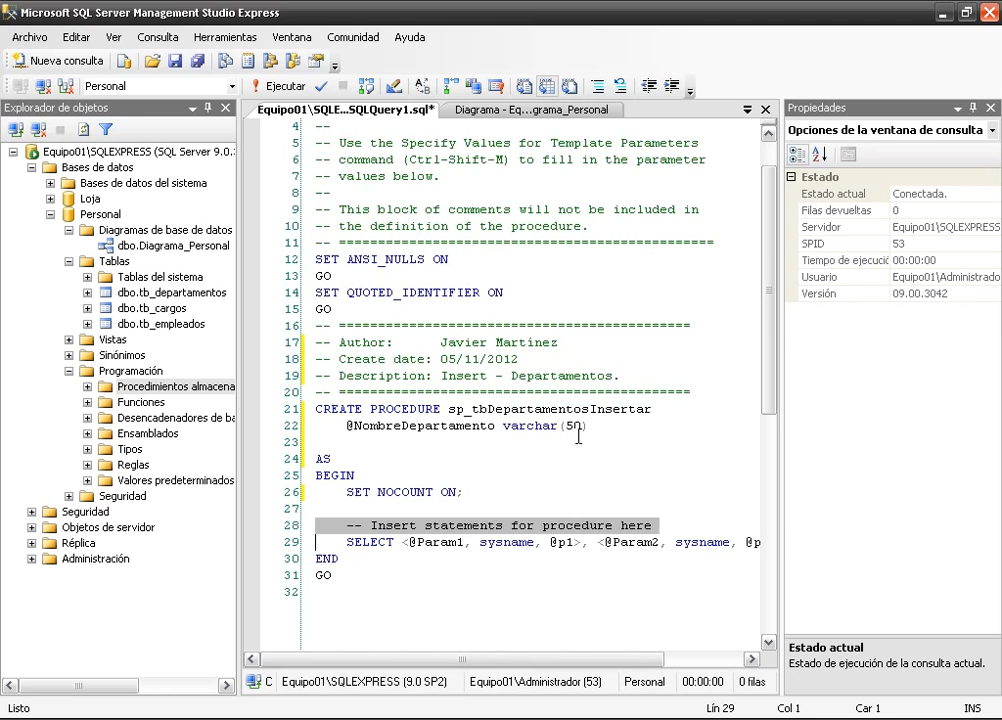 Microsoft SQL Server Management Studio Express
Archivo Editar Ver Consulta Herramientas Ventana Comunidad Ayuda
Nueva consulta
Personal Ejecutar
Explorador de objetos
Equipo01\SQLEXPRESS (SQL Server 9.0.
Bases de datos
Bases de datos del sistema
Loja
Personal
Diagramas de base de datos
dbo.Diagrama_Personal
Tablas
Tablas del sistema
dbo.tb_departamentos
dbo.tb_cargos
dbo.tb_empleados
Vistas
Sinónimos
Programación
Procedimientos almacena
Funciones
Desencadenadores de ba
Ensamblados
Tipos
Reglas
Valores predeterminados
Seguridad
Seguridad
Objetos de servidor
Réplica
Administración
Equipo01\SQLE...SQLQuery1.sql* Diagrama - Eq...grama_Personal
4 --
5 -- Use the Specify Values for Template Parameters
6 -- command (Ctrl-Shift-M) to fill in the parameter
7 -- values below.
8 --
9 -- This block of comments will not be included in
10 -- the definition of the procedure.
11 -- ================================================
12 SET ANSI_NULLS ON
13 GO
14 SET QUOTED_IDENTIFIER ON
15 GO
16 -- =============================================
17 -- Author: Javier Martínez
18 -- Create date: 05/11/2012
19 -- Description: Insert - Departamentos.
20 -- =============================================
21 CREATE PROCEDURE sp_tbDepartamentosInsertar
22 @NombreDepartamento varchar(50)
23
24 AS
25 BEGIN
26 SET NOCOUNT ON;
27
28 -- Insert statements for procedure here
29 SELECT <@Param1, sysname, @p1>, <@Param2, sysname, @p
30 END
31 GO
32
C Equipo01\SQLEXPRESS (9.0 SP2) Equipo01\Administrador (53) Personal 00:00:00 0 filas
Propiedades
Opciones de la ventana de consulta
Estado
Estado actual Conectada.
Filas devueltas 0
Servidor Equipo01\SQLEXPRESS
SPID 53
Tiempo de ejecució 00:00:00
Usuario Equipo01\Administrado
Versión 09.00.3042
Estado actual
Estado de ejecución de la consulta actual.
Listo Lín 29 Col 1 Car 1 INS